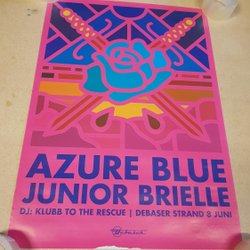 AZURE BLUE
JUNIOR BRIELLE
DJ: KLUBB TO THE RESCUE | DEBASER STRAND 8 JUNI